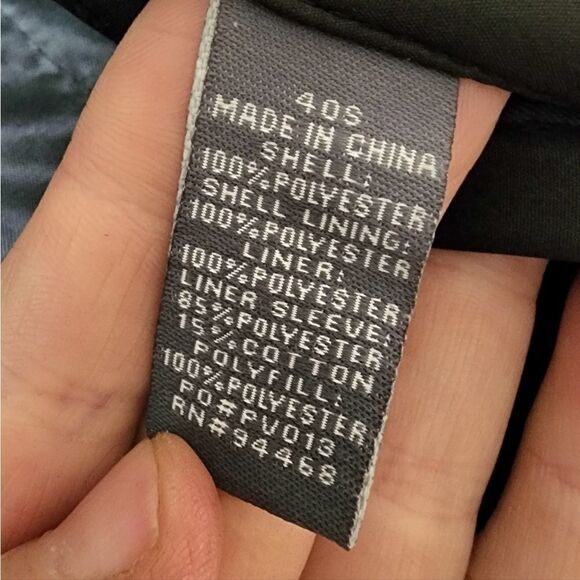 40S
MADE IN CHINA
SHELL:
100%POLYESTER
SHELL LINING:
100%POLYESTER
LINER:
100%POLYESTER
LINER SLEEVE:
85%POLYESTER
15%COTTON
POLYFILL:
100%POLYESTER
PO#PV013
RN#94468